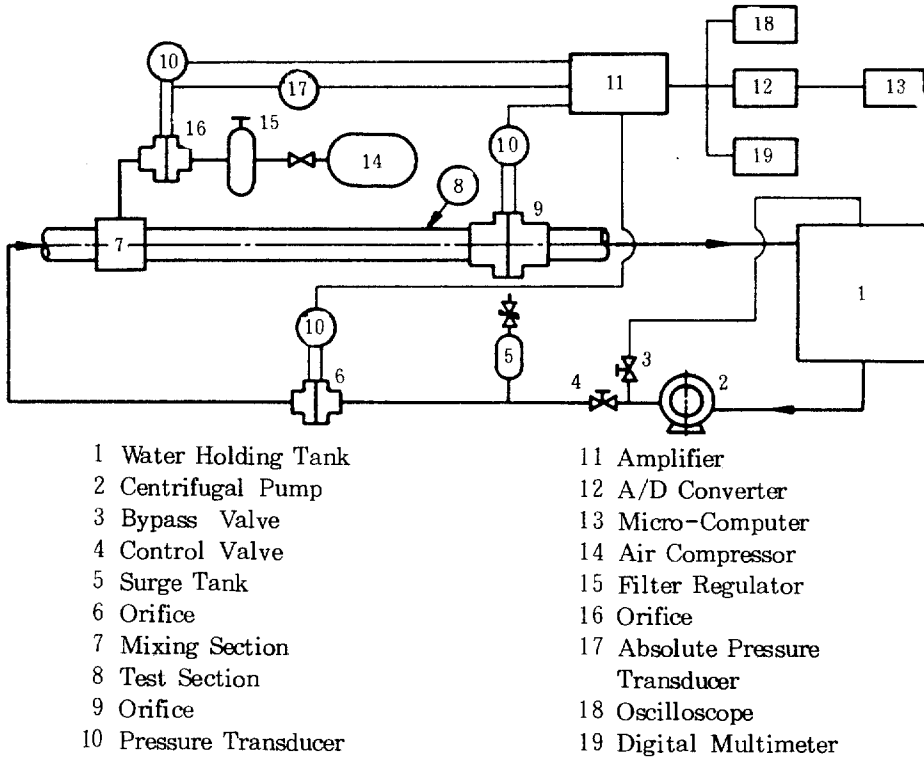 18
10
11
12
13
17
16
15
10
14
19
8
9
7
1
10
3
5
6
4
2
1 Water Holding Tank
2 Centrifugal Pump
3 Bypass Valve
4 Control Valve
5 Surge Tank
6 Orifice
7 Mixing Section
8 Test Section
9 Orifice
10 Pressure Transducer
11 Amplifier
12 A/D Converter
13 Micro-Computer
14 Air Compressor
15 Filter Regulator
16 Orifice
17 Absolute Pressure
Transducer
18 Oscilloscope
19 Digital Multimeter